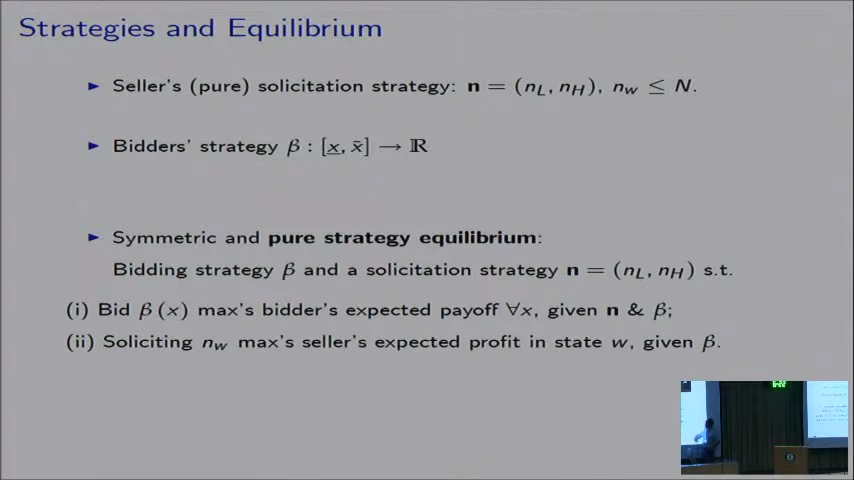 Strategies and Equilibrium
► Seller's (pure) solicitation strategy: n = (n_L, n_H), n_w ≤ N.
► Bidders' strategy β : [x̲, x̄] → ℝ
► Symmetric and pure strategy equilibrium:
Bidding strategy β and a solicitation strategy n = (n_L, n_H) s.t.
(i) Bid β (x) max's bidder's expected payoff ∀x, given n & β;
(ii) Soliciting n_w max's seller's expected profit in state w, given β.